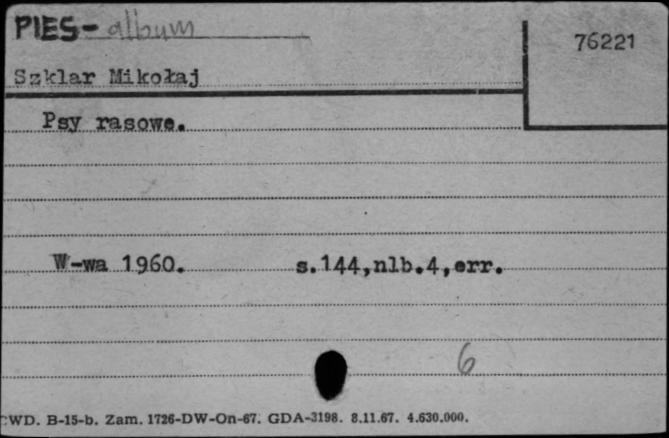 PIES - album
76221
Szklar Mikołaj
Psy rasowe.
W-wa 1960. s.144,nlb.4,err.
6
CWD. B-15-b. Zam. 1726-DW-On-67. GDA-3198. 8.11.67. 4.630.000.